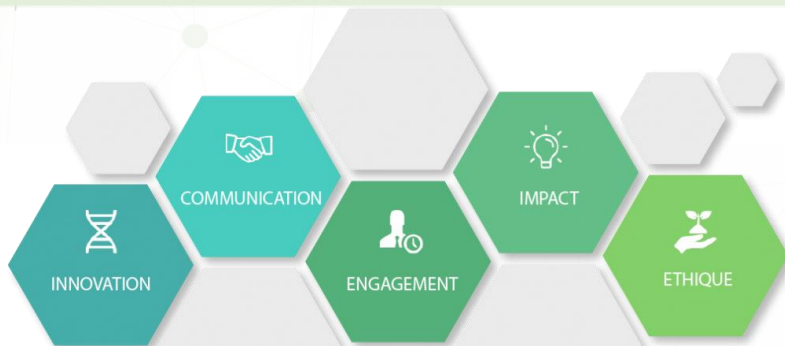 INNOVATION
COMMUNICATION
ENGAGEMENT
IMPACT
ETHIQUE